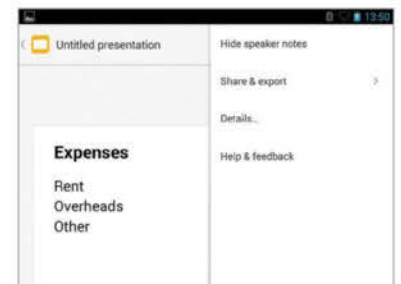 13:50
Untitled presentation
Hide speaker notes
Share & export
Details...
Expenses
Help & feedback
Rent
Overheads
Other